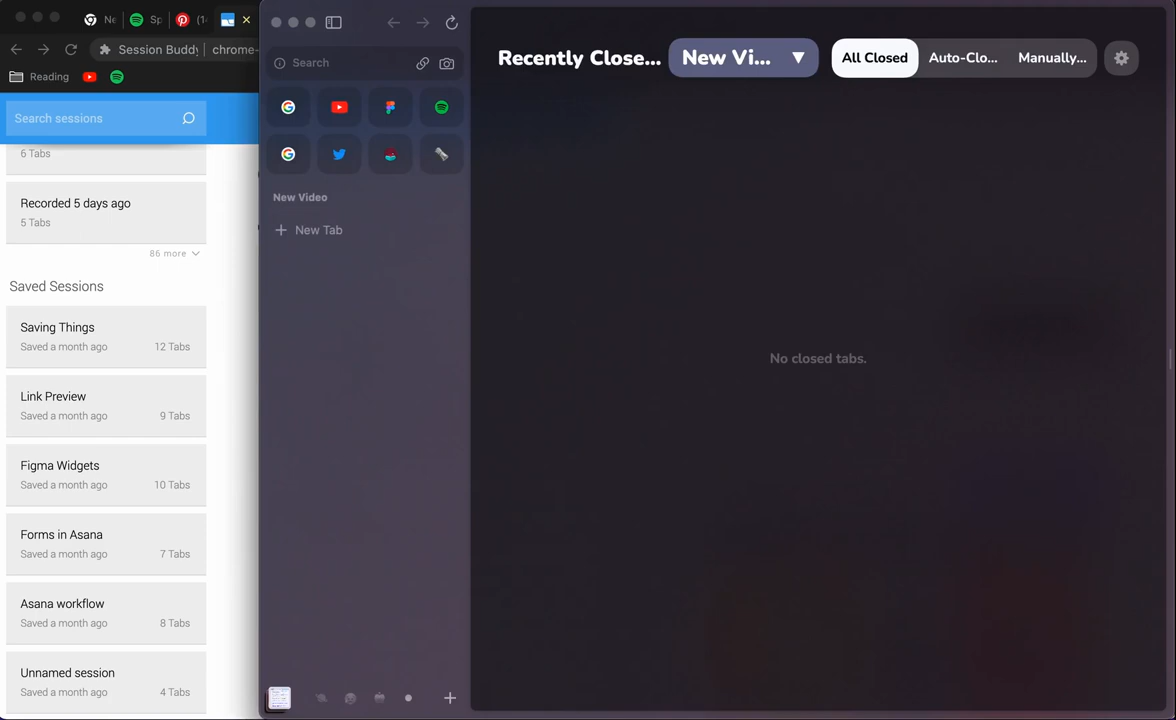 Ne
Sp
(1
Session Buddy
chrome-
Reading
Search sessions
6 Tabs
Recorded 5 days ago
5 Tabs
86 more
Saved Sessions
Saving Things
Saved a month ago 12 Tabs
Link Preview
Saved a month ago 9 Tabs
Figma Widgets
Saved a month ago 10 Tabs
Forms in Asana
Saved a month ago 7 Tabs
Asana workflow
Saved a month ago 8 Tabs
Unnamed session
Saved a month ago 4 Tabs
Search
New Video
New Tab
Recently Close... New Vi... All Closed Auto-Clo... Manually...
No closed tabs.